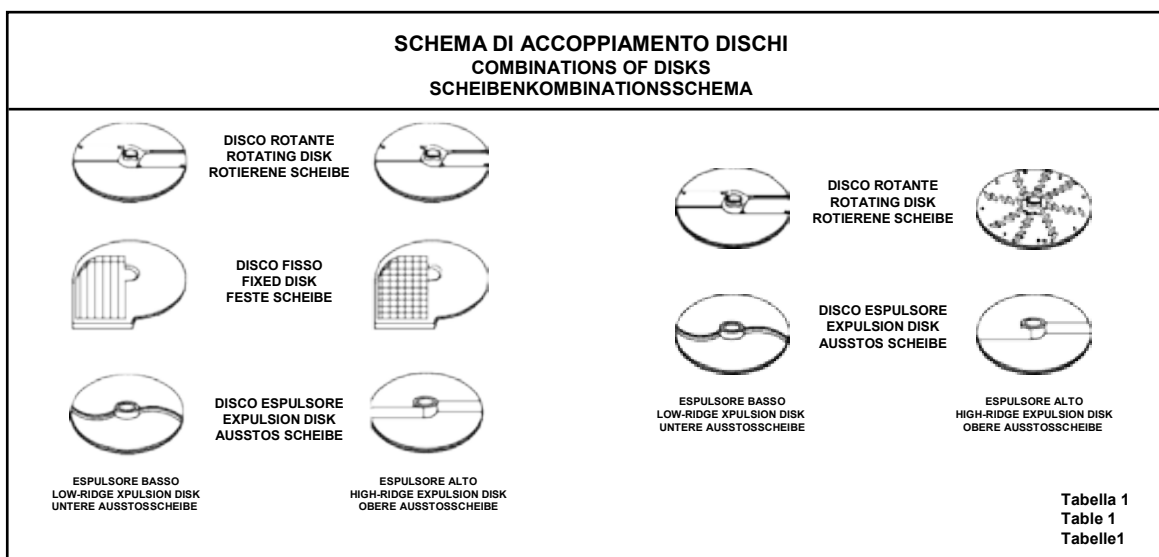 SCHEMA DI ACCOPPIAMENTO DISCHI
COMBINATIONS OF DISKS
SCHEIBENKOMBINATIONSSCHEMA
DISCO ROTANTE
ROTATING DISK
ROTIERENE SCHEIBE
DISCO FISSO
FIXED DISK
FESTE SCHEIBE
DISCO ESPULSORE
EXPULSION DISK
AUSSTOS SCHEIBE
ESPULSORE BASSO
LOW-RIDGE XPULSION DISK
UNTERE AUSSTOSSCHEIBE
ESPULSORE ALTO
HIGH-RIDGE EXPULSION DISK
OBERE AUSSTOSSCHEIBE
DISCO ROTANTE
ROTATING DISK
ROTIERENE SCHEIBE
DISCO ESPULSORE
EXPULSION DISK
AUSSTOS SCHEIBE
ESPULSORE BASSO
LOW-RIDGE XPULSION DISK
UNTERE AUSSTOSSCHEIBE
ESPULSORE ALTO
HIGH-RIDGE EXPULSION DISK
OBERE AUSSTOSSCHEIBE
Tabella 1
Table 1
Tabelle1